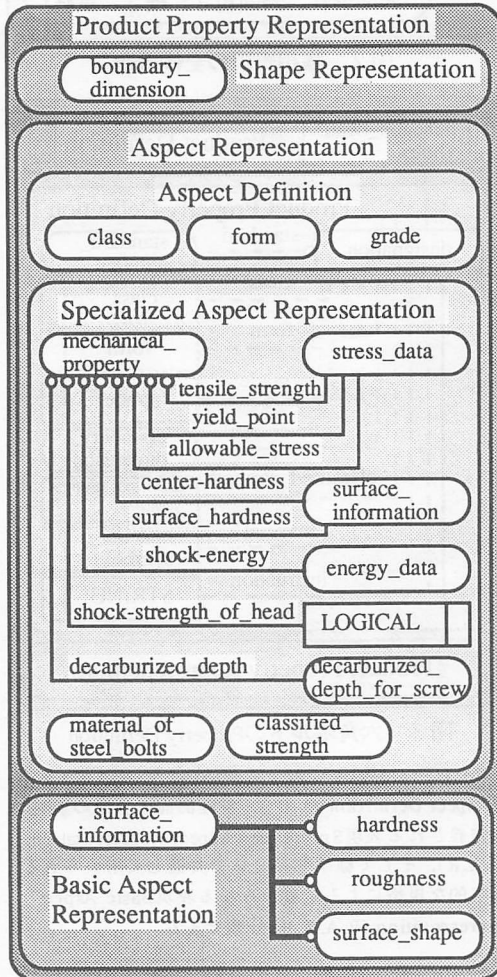 Product Property Representation
boundary_
dimension
Shape Representation
Aspect Representation
Aspect Definition
class
form
grade
Specialized Aspect Representation
mechanical_
property
stress_data
tensile_strength
yield_point
allowable_stress
center-hardness
surface_
information
surface_hardness
shock-energy
energy_data
shock-strength_of_head
LOGICAL
decarburized_depth
decarburized_
depth_for_screw
material_of_
steel_bolts
classified_
strength
surface_
information
hardness
roughness
surface_shape
Basic Aspect
Representation